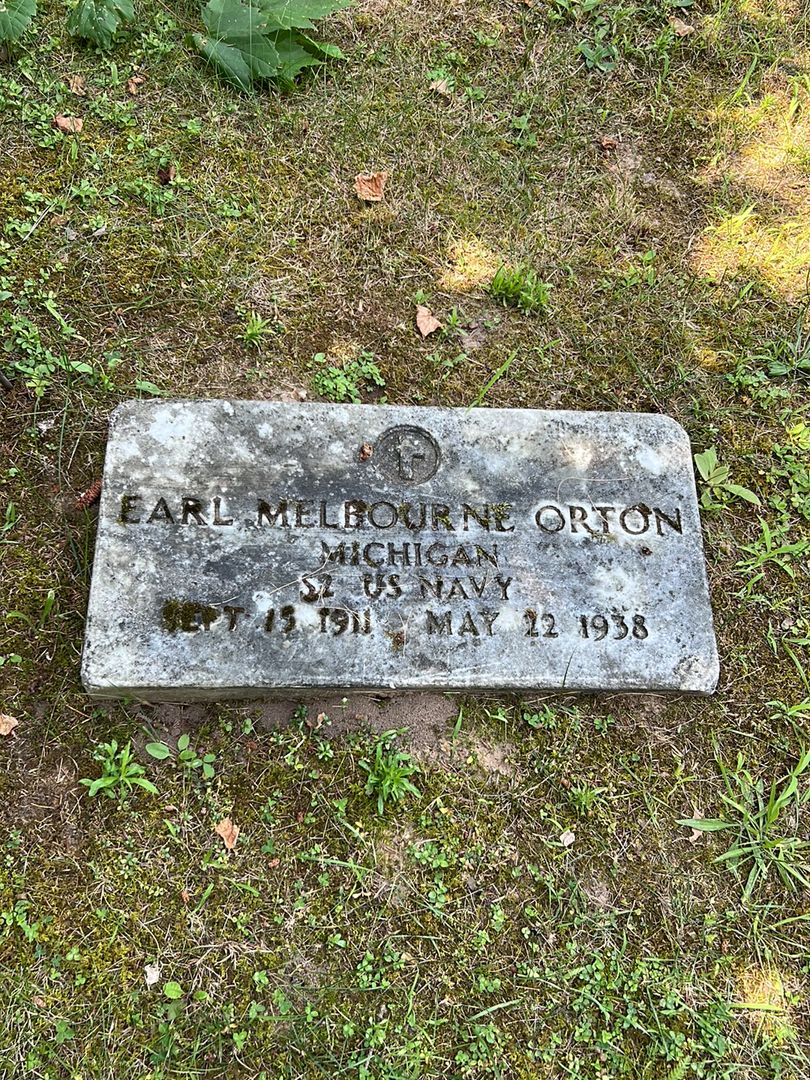 EARL MELBOURNE ORTON
MICHIGAN
S2 US NAVY
SEPT 15 1911 MAY 22 1938